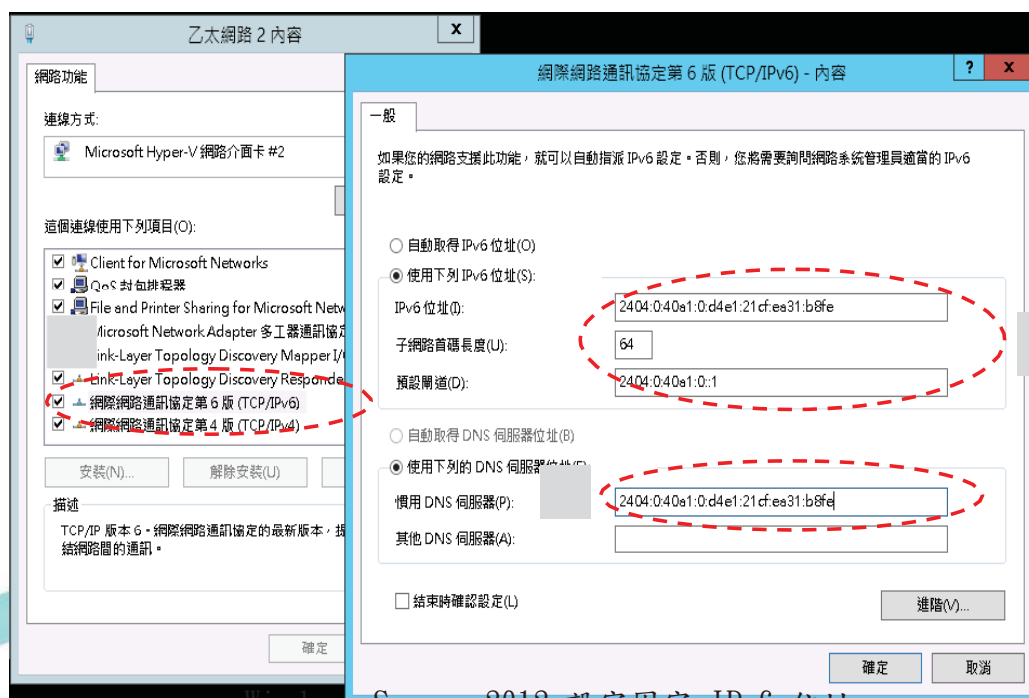 乙太網路 2 內容
x
網路功能
連線方式:
Microsoft Hyper-V 網路介面卡 #2
這個連線使用下列項目(O):
Client for Microsoft Networks
QoS 封包排程器
File and Printer Sharing for Microsoft Netw
Microsoft Network Adapter 多工器通訊協定
ink-Layer Topology Discovery Mapper I/
Link-Layer Topology Discovery Responde
網際網路通訊協定第 6 版 (TCP/IPv6)
網際網路通訊協定第 4 版 (TCP/IPv4)
安裝(N)...
解除安裝(U)
描述
TCP/IP 版本 6。網際網路通訊協定的最新版本，提
結網路間的通訊。
確定
網際網路通訊協定第 6 版 (TCP/IPv6) - 內容
? x
一般
如果您的網路支援此功能，就可以自動指派 IPv6 設定。否則，您將需要詢問網路系統管理員適當的 IPv6
設定。
自動取得 IPv6 位址(O)
使用下列 IPv6 位址(S):
IPv6 位址(I): 2404:0:40a1:0:d4e1:21cf:ea31:b8fe
子網路首碼長度(U): 64
預設閘道(D): 2404:0:40a1:0::1
自動取得 DNS 伺服器位址(B)
使用下列的 DNS 伺服器
慣用 DNS 伺服器(P): 2404:0:40a1:0:d4e1:21cf:ea31:b8fe
其他 DNS 伺服器(A):
結束時確認設定(L)
進階(V)...
確定
取消
2012 設定固定